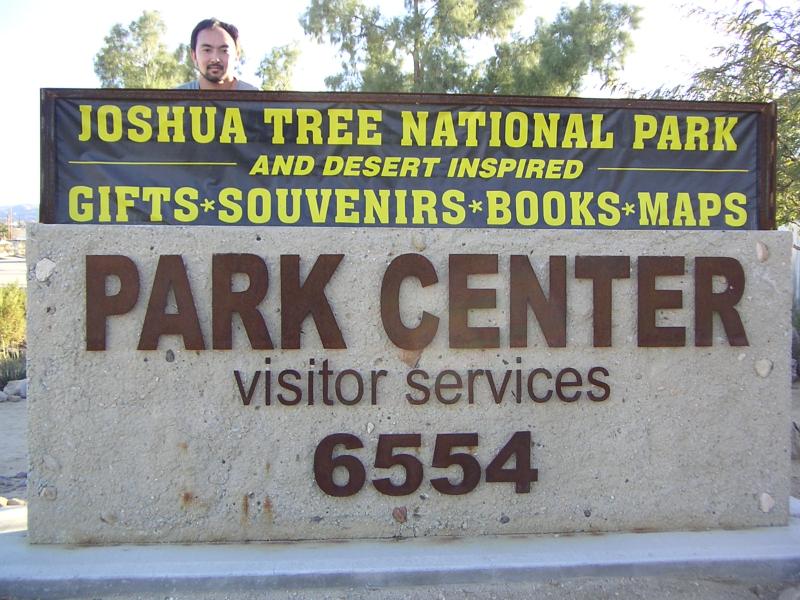 JOSHUA TREE NATIONAL PARK
AND DESERT INSPIRED
GIFTS*SOUVENIRS*BOOKS*MAPS
PARK CENTER
visitor services
6554